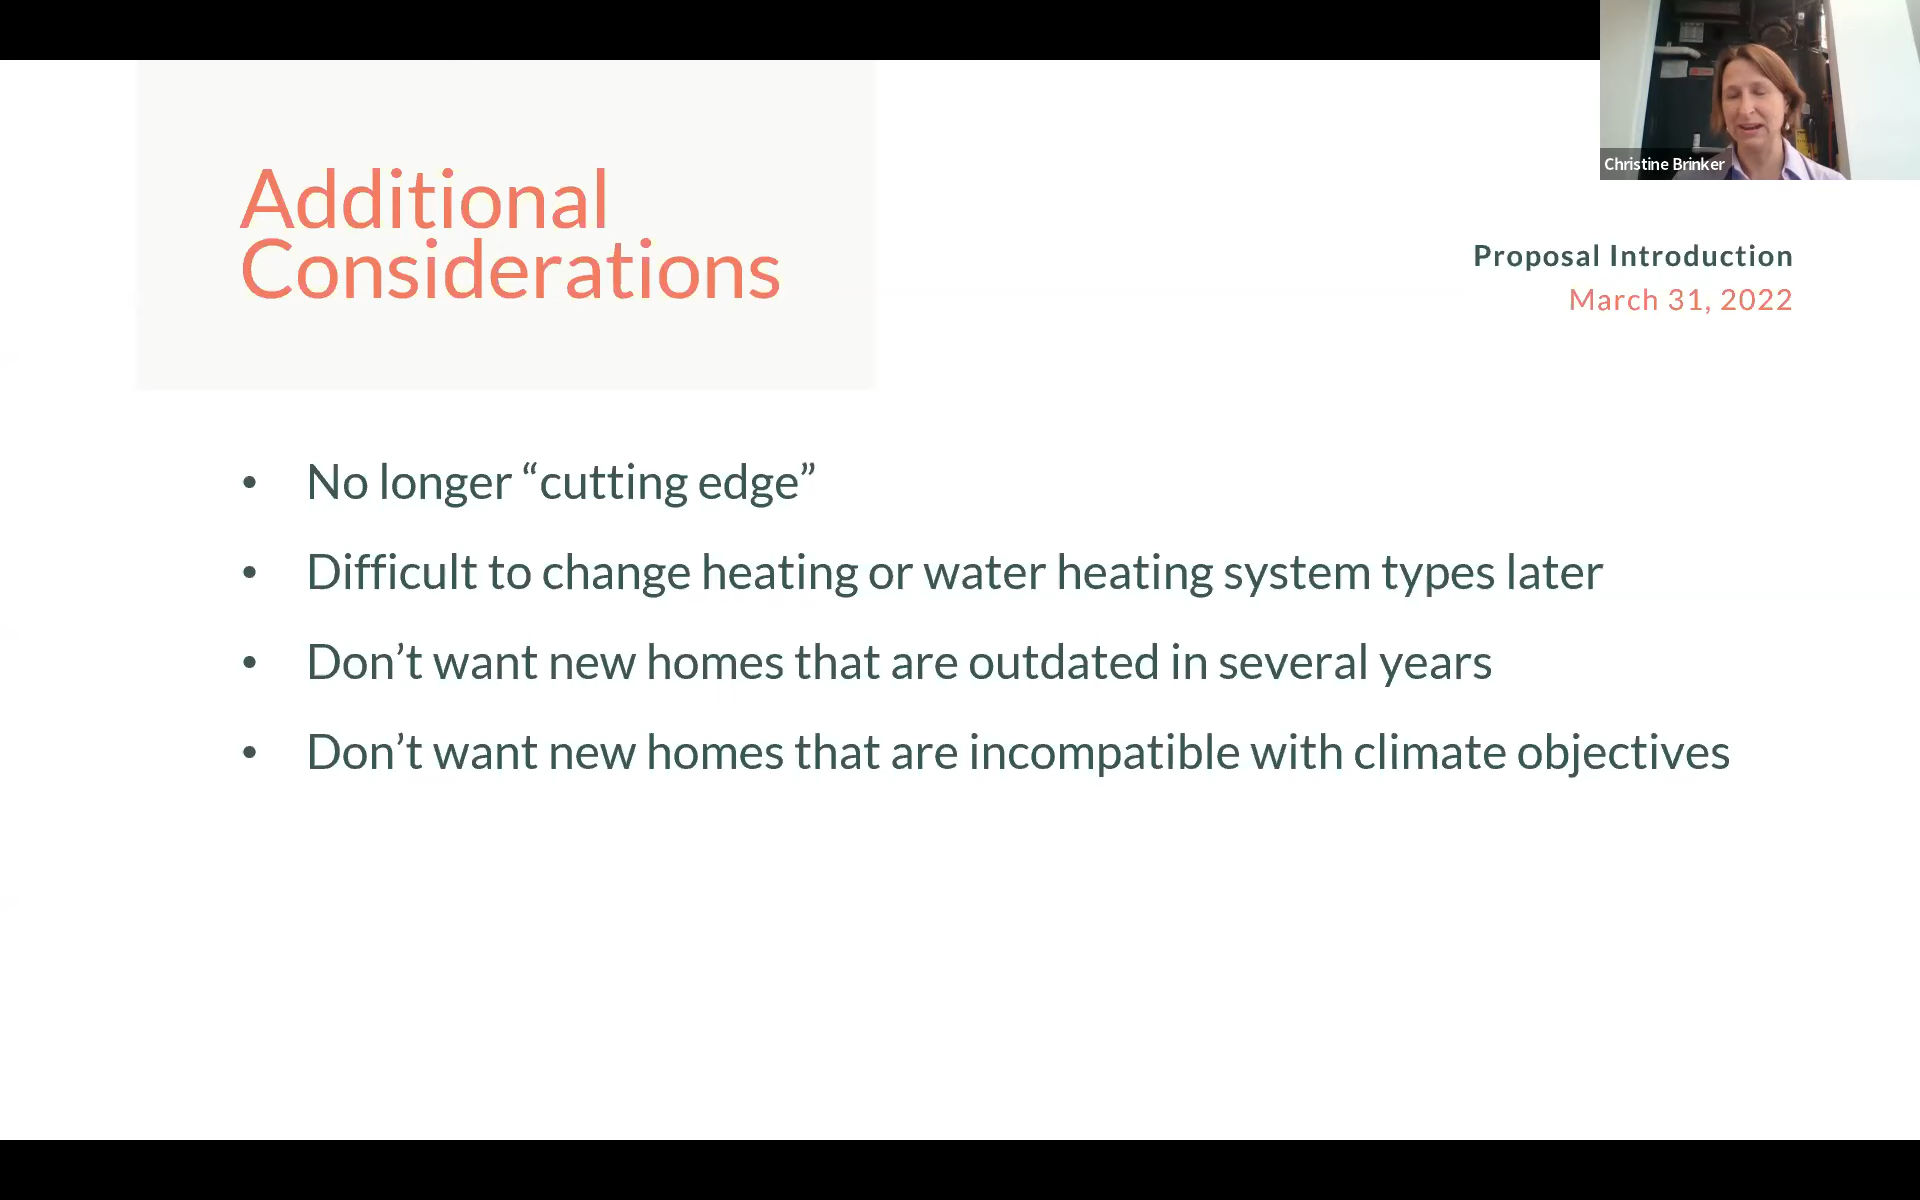 Christine Brinker
Additional
Considerations
Proposal Introduction
March 31, 2022
• No longer “cutting edge”
• Difficult to change heating or water heating system types later
• Don’t want new homes that are outdated in several years
• Don’t want new homes that are incompatible with climate objectives